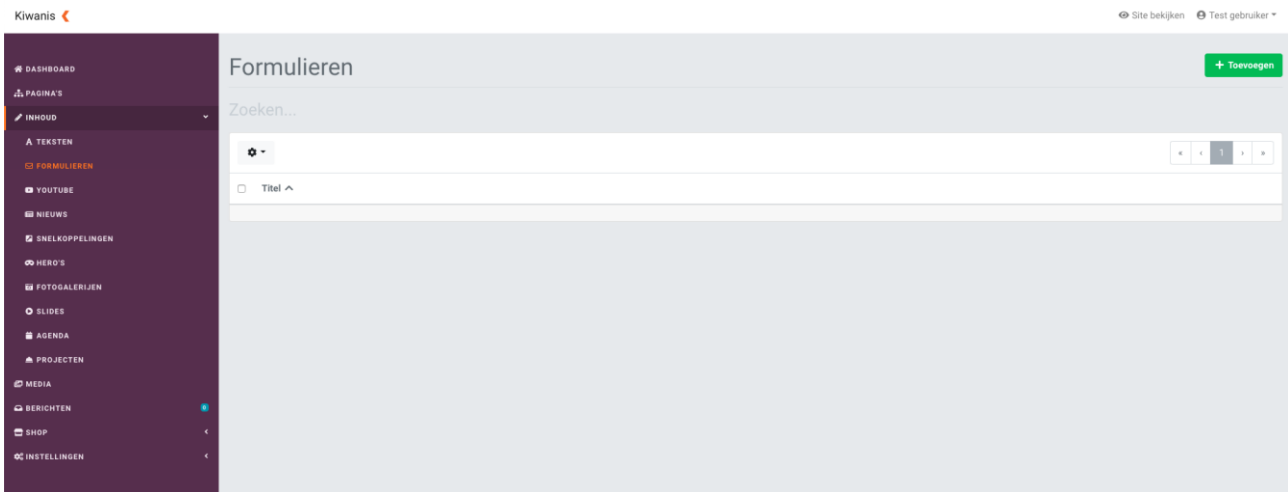 Kiwanis
Site bekijken Test gebruiker
DASHBOARD
PAGINA'S
INHOUD
TEKSTEN
FORMULIEREN
YOUTUBE
NIEUWS
SNELKOPPELINGEN
HERO'S
FOTOGALERIJEN
SLIDES
AGENDA
PROJECTEN
MEDIA
BERICHTEN 0
SHOP
INSTELLINGEN
Formulieren
+ Toevoegen
Zoeken...
« ‹ 1 › »
Titel